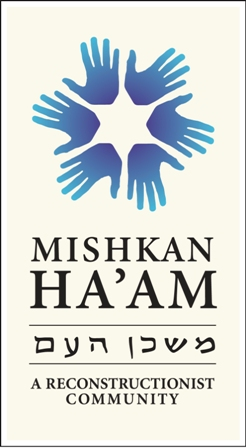 MISHKAN
HA'AM
משכן העם
A RECONSTRUCTIONIST
COMMUNITY